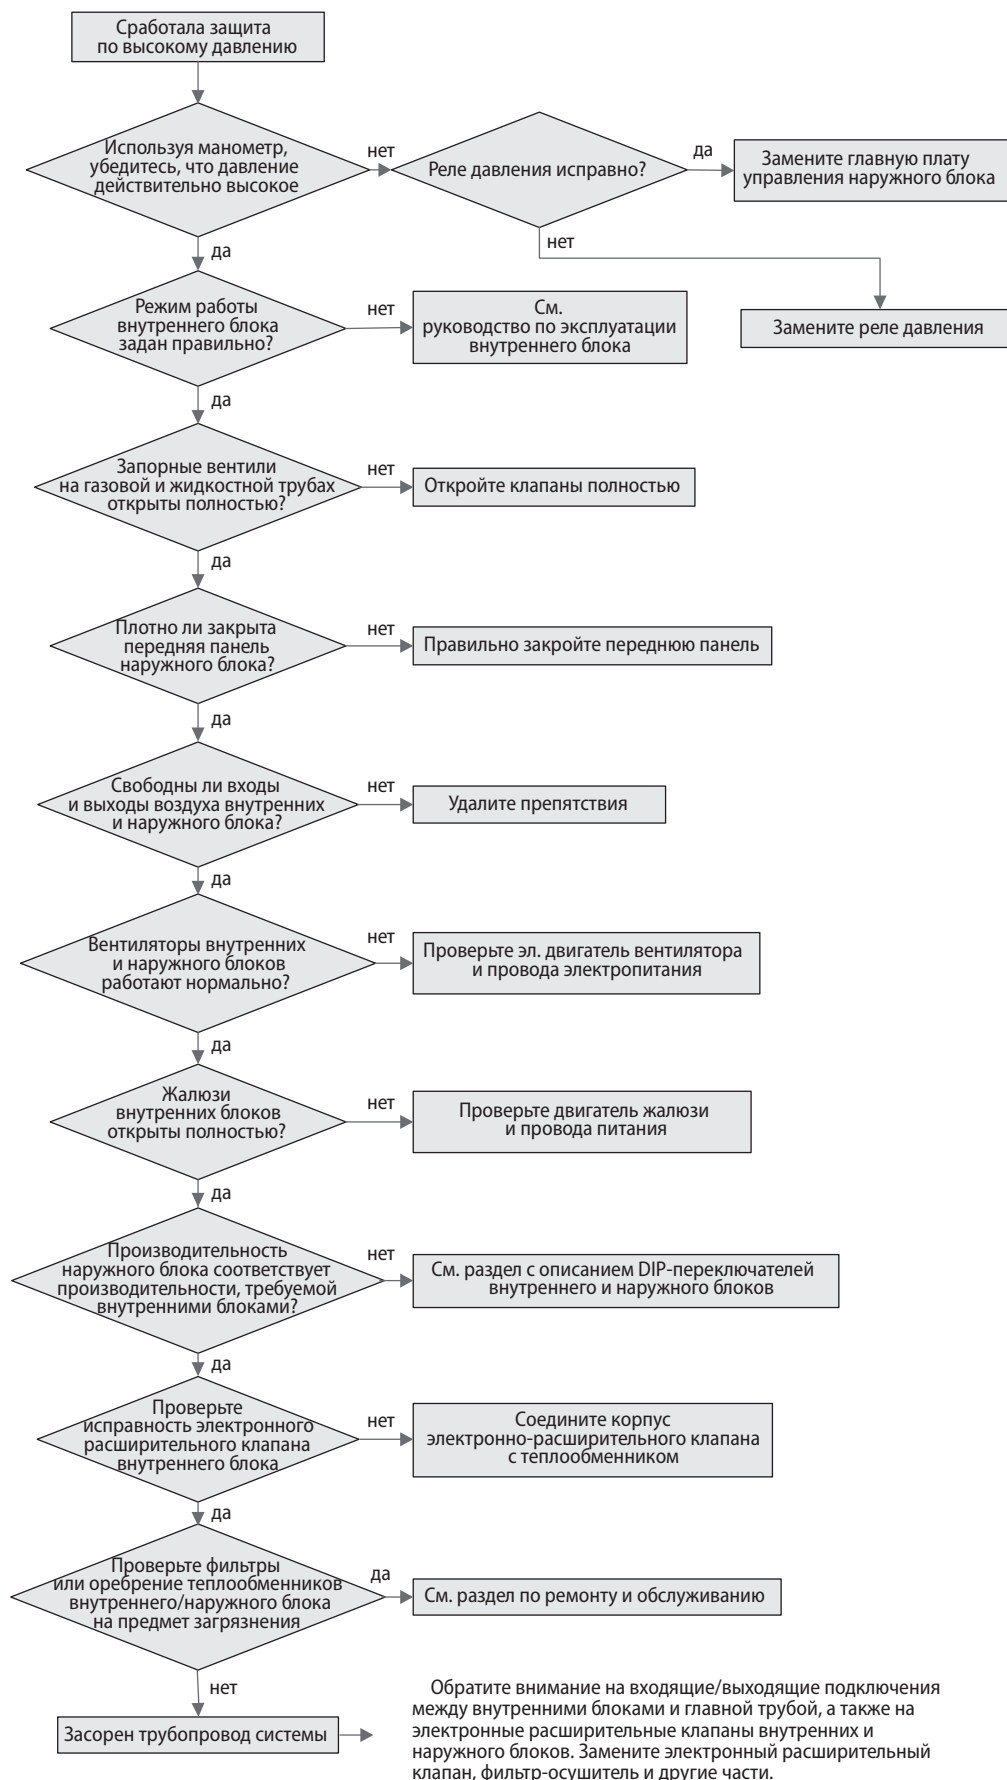 Сработала защита
по высокому давлению
Используя манометр,
убедитесь, что давление
действительно высокое
нет
Реле давления исправно?
да
Замените главную плату
управления наружного блока
нет
Замените реле давления
да
Режим работы
внутреннего блока
задан правильно?
нет
См.
руководство по эксплуатации
внутреннего блока
да
Запорные вентили
на газовой и жидкостной трубах
открыты полностью?
нет
Откройте клапаны полностью
да
Плотно ли закрыта
передняя панель
наружного блока?
нет
Правильно закройте переднюю панель
да
Свободны ли входы
и выходы воздуха внутренних
и наружного блока?
нет
Удалите препятствия
да
Вентиляторы внутренних
и наружного блоков
работают нормально?
нет
Проверьте эл. двигатель вентилятора
и провода электропитания
да
Жалюзи
внутренних блоков
открыты полностью?
нет
Проверьте двигатель жалюзи
и провода питания
да
Производительность
наружного блока соответствует
производительности, требуемой
внутренними блоками?
нет
См. раздел с описанием DIP-переключателей
внутреннего и наружного блоков
да
Проверьте
исправность электронного
расширительного клапана
внутреннего блока
нет
Соедините корпус
электронно-расширительного клапана
с теплообменником
да
Проверьте фильтры
или оребрение теплообменников
внутреннего/наружного блока
на предмет загрязнения
да
См. раздел по ремонту и обслуживанию
нет
Засорен трубопровод системы
Обратите внимание на входящие/выходящие подключения
между внутренними блоками и главной трубой, а также на
электронные расширительные клапаны внутренних и
наружного блоков. Замените электронный расширительный
клапан, фильтр-осушитель и другие части.